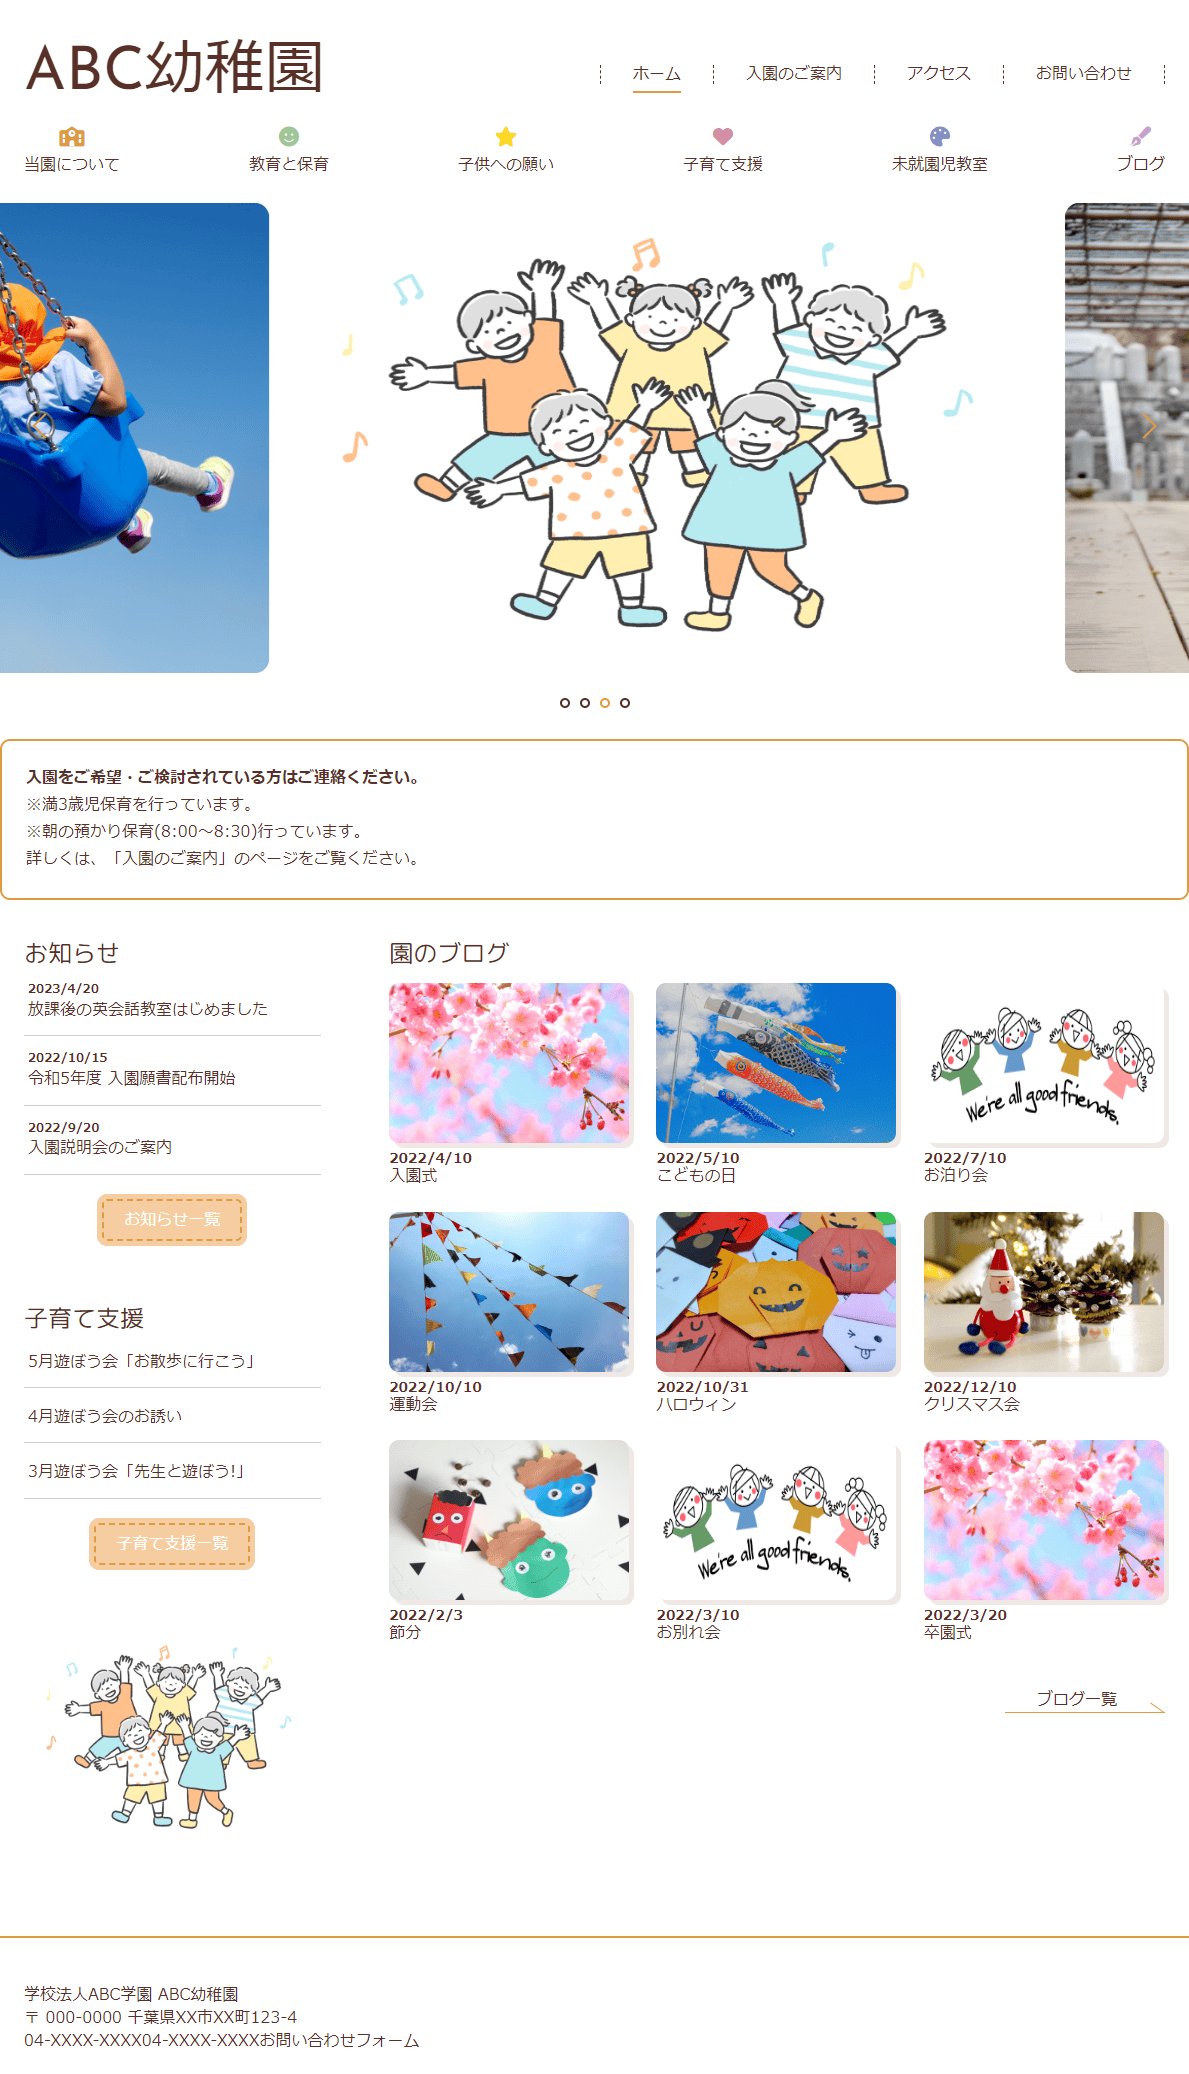 ABC幼稚園
ホーム
入園のご案内
アクセス
お問い合わせ
当園について
教育と保育
子供への願い
子育て支援
未就園児教室
ブログ
入園をご希望・ご検討されている方はご連絡ください。
※満3歳児保育を行っています。
※朝の預かり保育(8:00〜8:30)行っています。
詳しくは、「入園のご案内」のページをご覧ください。
お知らせ
2023/4/20
放課後の英会話教室はじめました
2022/10/15
令和5年度 入園願書配布開始
2022/9/20
入園説明会のご案内
お知らせ一覧
子育て支援
5月遊ぼう会「お散歩に行こう」
4月遊ぼう会のお誘い
3月遊ぼう会「先生と遊ぼう!」
子育て支援一覧
園のブログ
2022/4/10
入園式
2022/5/10
こどもの日
We're all good friends.
2022/7/10
お泊り会
2022/10/10
運動会
2022/10/31
ハロウィン
2022/12/10
クリスマス会
2022/2/3
節分
We're all good friends.
2022/3/10
お別れ会
2022/3/20
卒園式
ブログ一覧
学校法人ABC学園 ABC幼稚園
〒 000-0000 千葉県XX市XX町123-4
04-XXXX-XXXX04-XXXX-XXXXお問い合わせフォーム